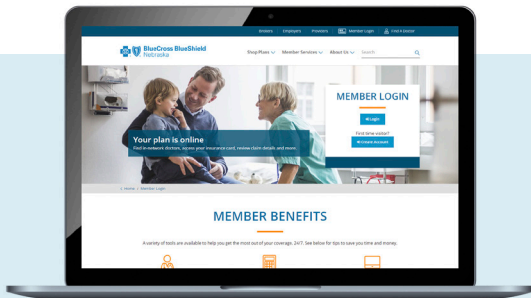 Brokers Employers Providers Member Login Find A Doctor
BlueCross BlueShield
Nebraska
Shop Plans Member Services About Us Search
MEMBER LOGIN
Login
First time visitor?
Create Account
Your plan is online
Find in-network doctors, access your insurance card, review claim details and more.
Home > Member Login
MEMBER BENEFITS
A variety of tools are available to help you get the most out of your coverage, 24/7. See below for tips to save you time and money.